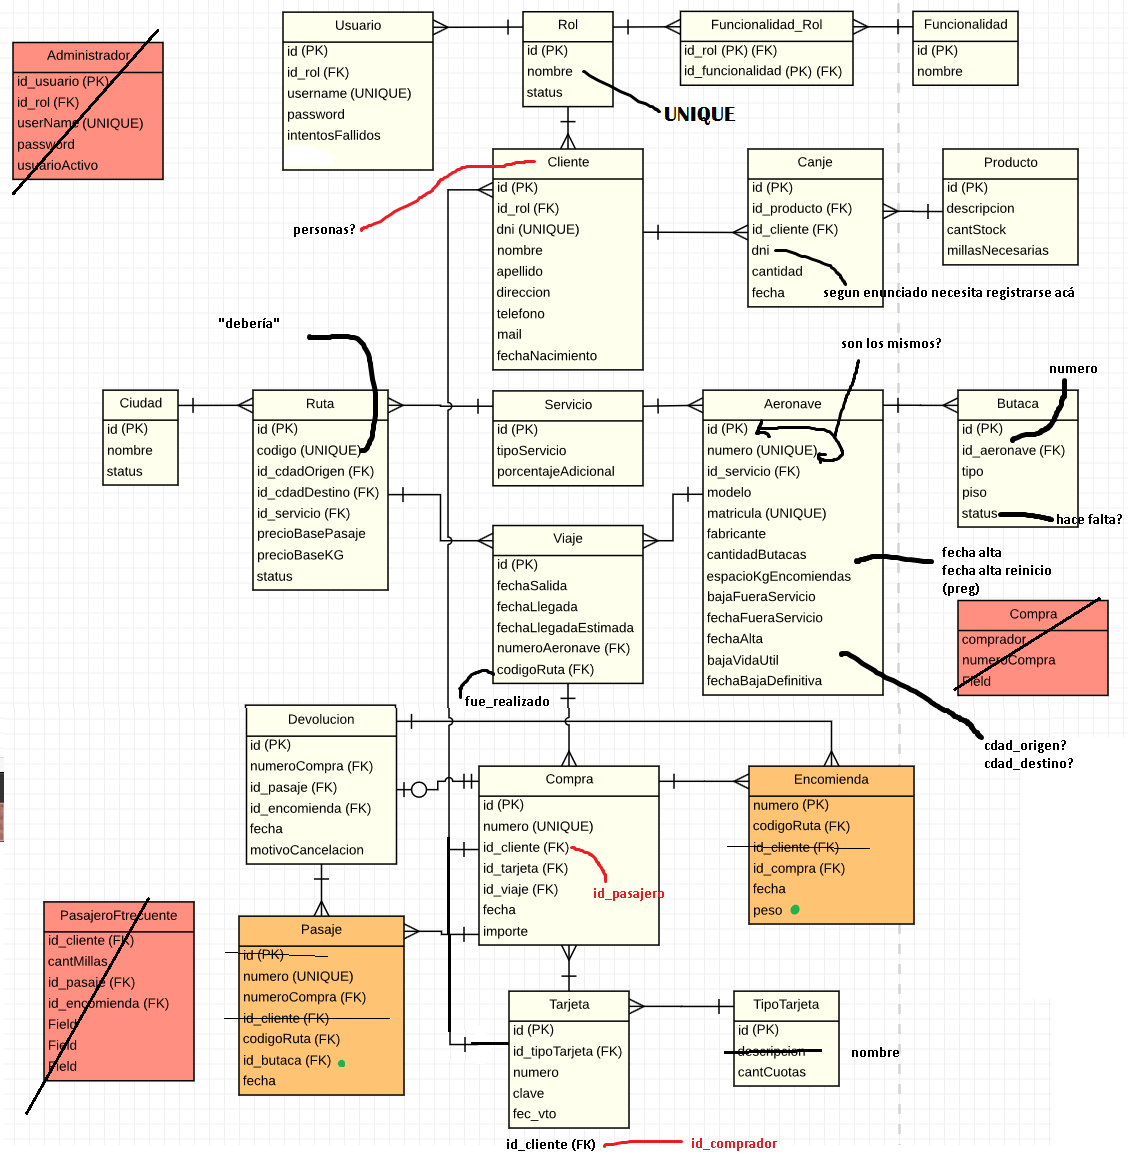 Usuario
id (PK)
id_rol (FK)
username (UNIQUE)
password
intentosFallidos
Rol
id (PK)
nombre
status
UNIQUE
Funcionalidad_Rol
id_rol (PK) (FK)
id_funcionalidad (PK) (FK)
Funcionalidad
id (PK)
nombre
Administrador
id_usuario (PK)
id_rol (FK)
userName (UNIQUE)
password
usuarioActivo
Cliente
id (PK)
id_rol (FK)
dni (UNIQUE)
nombre
apellido
direccion
telefono
mail
fechaNacimiento
personas?
Canje
id (PK)
id_producto (FK)
id_cliente (FK)
dni
cantidad
fecha
segun enunciado necesita registrarse acá
Producto
id (PK)
descripcion
cantStock
millasNecesarias
"debería"
son los mismos?
numero
Ciudad
id (PK)
nombre
status
Ruta
id (PK)
codigo (UNIQUE)
id_cdadOrigen (FK)
id_cdadDestino (FK)
id_servicio (FK)
precioBasePasaje
precioBaseKG
status
Servicio
id (PK)
tipoServicio
porcentajeAdicional
Aeronave
id (PK)
numero (UNIQUE)
id_servicio (FK)
modelo
matricula (UNIQUE)
fabricante
cantidadButacas
espacioKgEncomiendas
bajaFueraServicio
fechaFueraServicio
fechaAlta
bajaVidaUtil
fechaBajaDefinitiva
Butaca
id (PK)
id_aeronave (FK)
tipo
piso
status
hace falta?
fecha alta
fecha alta reinicio
(preg)
Viaje
id (PK)
fechaSalida
fechaLlegada
fechaLlegadaEstimada
numeroAeronave (FK)
codigoRuta (FK)
fue_realizado
Compra
comprador
numeroCompra
Field
cdad_origen?
cdad_destino?
Devolucion
id (PK)
numeroCompra (FK)
id_pasaje (FK)
id_encomienda (FK)
fecha
motivoCancelacion
Compra
id (PK)
numero (UNIQUE)
id_cliente (FK)
id_tarjeta (FK)
id_viaje (FK)
fecha
importe
id_pasajero
Encomienda
numero (PK)
codigoRuta (FK)
id_cliente (FK)
id_compra (FK)
fecha
peso
PasajeroFtrecuente
id_cliente (FK)
cantMillas
id_pasaje (FK)
id_encomienda (FK)
Field
Field
Field
Pasaje
id (PK)
numero (UNIQUE)
numeroCompra (FK)
id_cliente (FK)
codigoRuta (FK)
id_butaca (FK)
fecha
Tarjeta
id (PK)
id_tipoTarjeta (FK)
numero
clave
fec_vto
id_cliente (FK)
id_comprador
TipoTarjeta
id (PK)
descripcion
cantCuotas
nombre